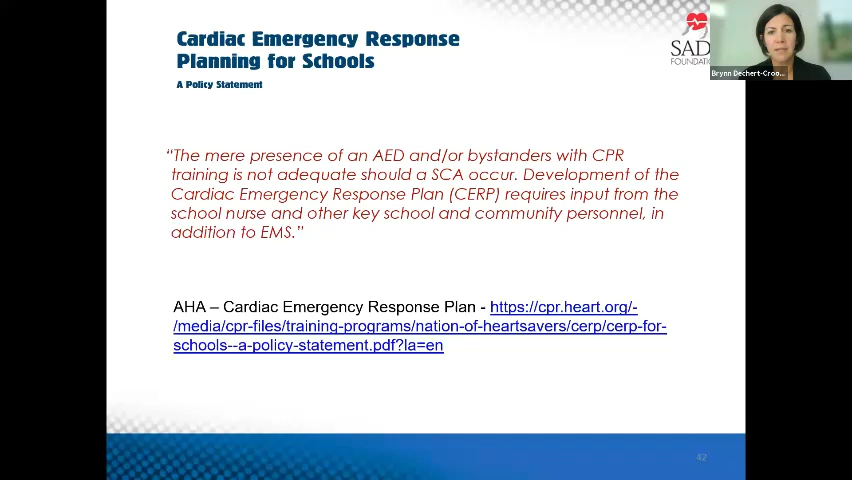 Cardiac Emergency Response
Planning for Schools
A Policy Statement
SAD
FOUNDATI
Brynn Dechert-Croo...
“The mere presence of an AED and/or bystanders with CPR
training is not adequate should a SCA occur. Development of the
Cardiac Emergency Response Plan (CERP) requires input from the
school nurse and other key school and community personnel, in
addition to EMS.”
AHA – Cardiac Emergency Response Plan - https://cpr.heart.org/-
/media/cpr-files/training-programs/nation-of-heartsavers/cerp/cerp-for-
schools--a-policy-statement.pdf?la=en
42